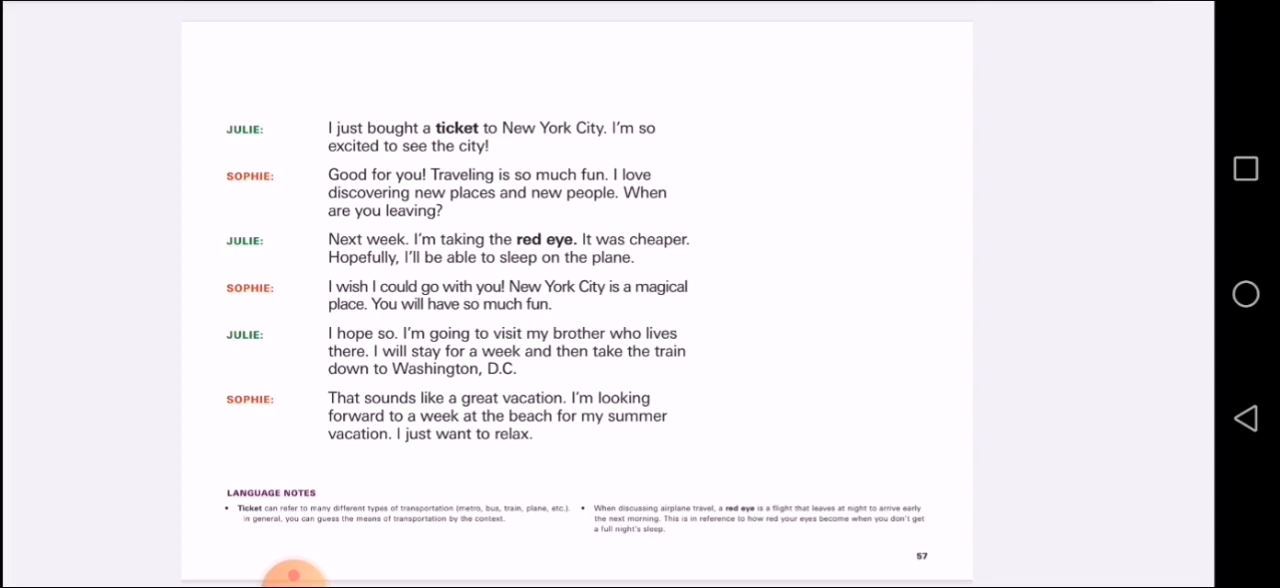 JULIE: I just bought a ticket to New York City. I'm so
excited to see the city!
SOPHIE: Good for you! Traveling is so much fun. I love
discovering new places and new people. When
are you leaving?
JULIE: Next week. I'm taking the red eye. It was cheaper.
Hopefully, I'll be able to sleep on the plane.
SOPHIE: I wish I could go with you! New York City is a magical
place. You will have so much fun.
JULIE: I hope so. I'm going to visit my brother who lives
there. I will stay for a week and then take the train
down to Washington, D.C.
SOPHIE: That sounds like a great vacation. I'm looking
forward to a week at the beach for my summer
vacation. I just want to relax.
LANGUAGE NOTES
• Ticket can refer to many different types of transportation (metro, bus, train, plane, etc.).
In general, you can guess the means of transportation by the context.
• When discussing airplane travel, a red eye is a flight that leaves at night to arrive early
the next morning. This is in reference to how red your eyes become when you don't get
a full night's sleep.
57